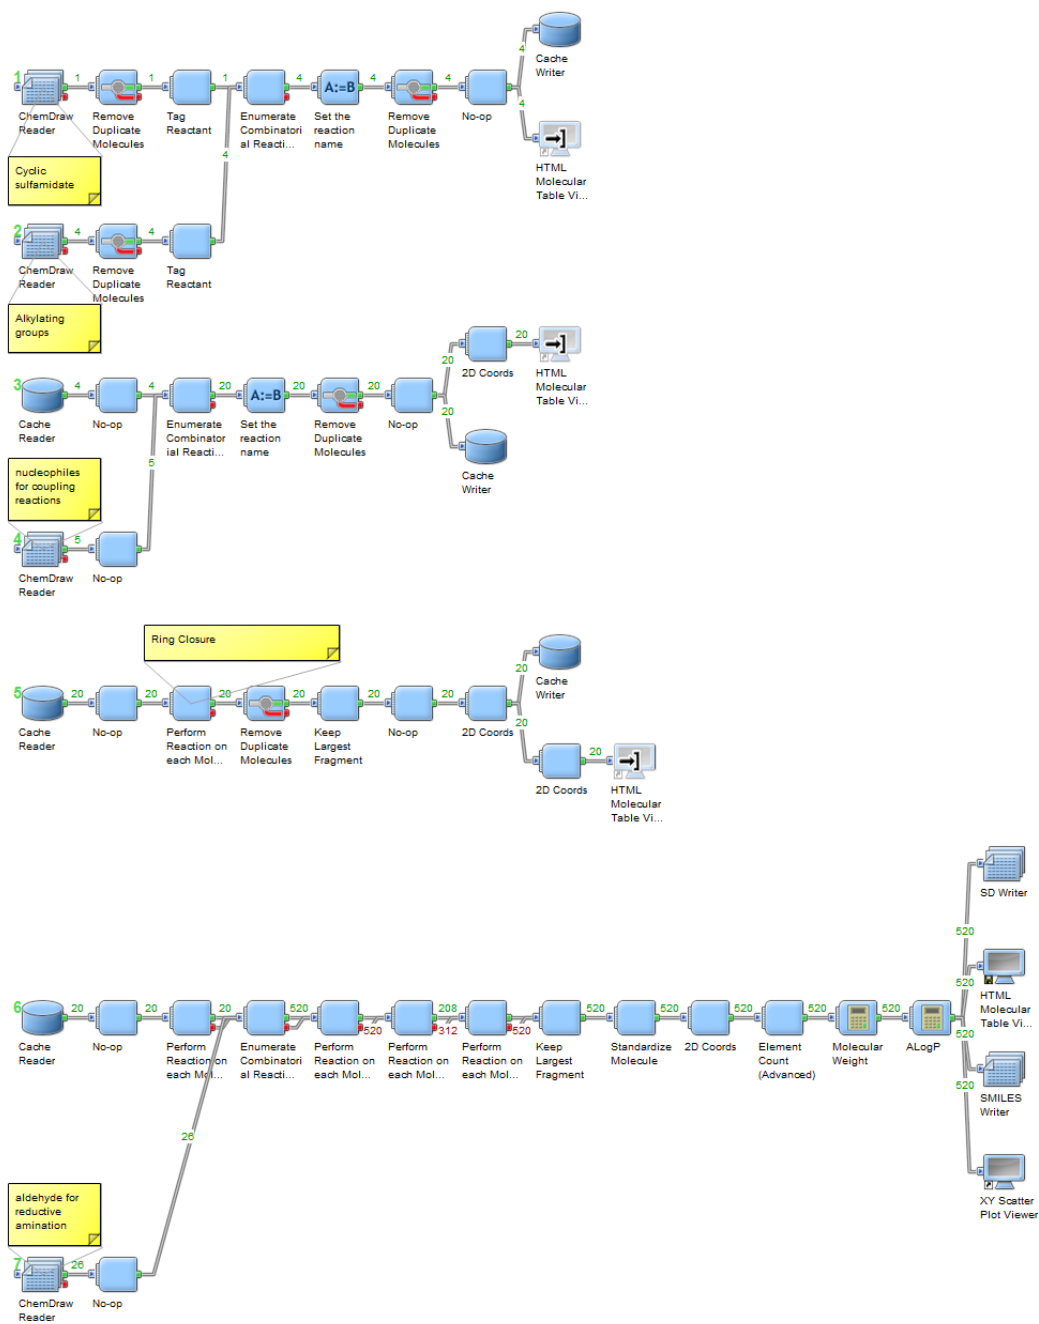 1
1
1
1
4
4
4
4
Cache
Writer
4
ChemDraw
Reader
Remove
Duplicate
Molecules
Tag
Reactant
Enumerate
Combinatori
al Reacti...
Set the
reaction
name
A:=B
Remove
Duplicate
Molecules
No-op
HTML
Molecular
Table Vi...
Cyclic
sulfamidate
4
2
4
4
ChemDraw
Reader
Remove
Duplicate
Molecules
Tag
Reactant
Alkylating
groups
3
4
4
20
20
20
20
20
20
2D Coords
HTML
Molecular
Table Vi...
Cache
Reader
No-op
Enumerate
Combinator
ial Reacti...
A:=B
Set the
reaction
name
Remove
Duplicate
Molecules
No-op
Cache
Writer
nucleophiles
for coupling
reactions
5
4
5
ChemDraw
Reader
No-op
Ring Closure
5
20
20
20
20
20
20
20
20
Cache
Writer
Cache
Reader
No-op
Perform
Reaction on
each Mol...
Remove
Duplicate
Molecules
Keep
Largest
Fragment
No-op
2D Coords
20
2D Coords
HTML
Molecular
Table Vi...
SD Writer
520
520
520
520
6
20
20
20
520
520
208
312
520
520
520
520
520
520
Cache
Reader
No-op
Perform
Reaction on
each Mol...
Enumerate
Combinatori
al Reacti...
Perform
Reaction on
each Mol...
Perform
Reaction on
each Mol...
Perform
Reaction on
each Mol...
Keep
Largest
Fragment
Standardize
Molecule
2D Coords
Element
Count
(Advanced)
Molecular
Weight
ALogP
HTML
Molecular
Table Vi...
SMILES
Writer
XY Scatter
Plot Viewer
26
aldehyde for
reductive
amination
7
26
ChemDraw
Reader
No-op